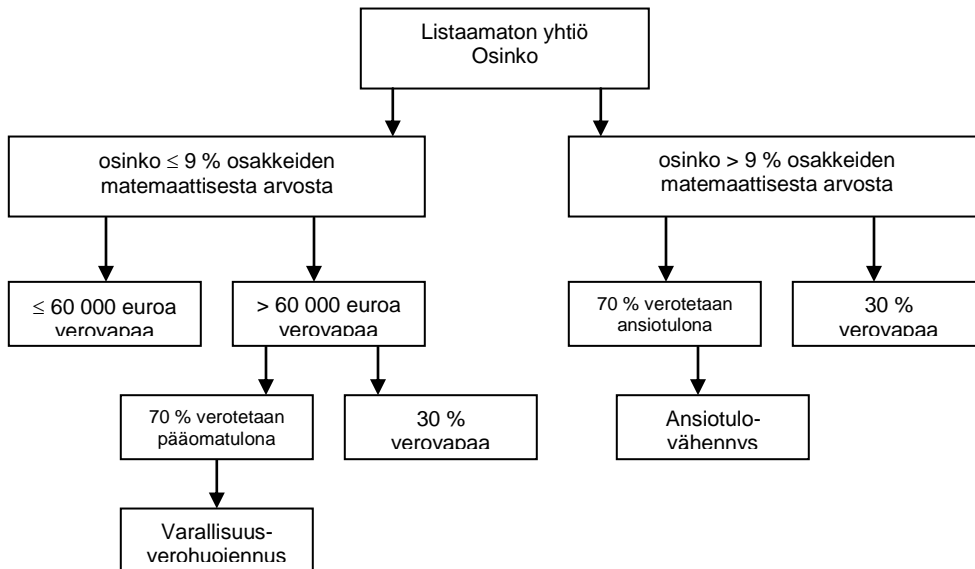 Listaamaton yhtiö
Osinko
osinko ≤ 9 % osakkeiden
matemaattisesta arvosta
osinko > 9 % osakkeiden
matemaattisesta arvosta
≤ 60 000 euroa
verovapaa
> 60 000 euroa
verovapaa
70 % verotetaan
ansiotulona
30 %
verovapaa
70 % verotetaan
pääomatulona
30 %
verovapaa
Ansiotulo-
vähennys
Varallisuus-
verohuojennus